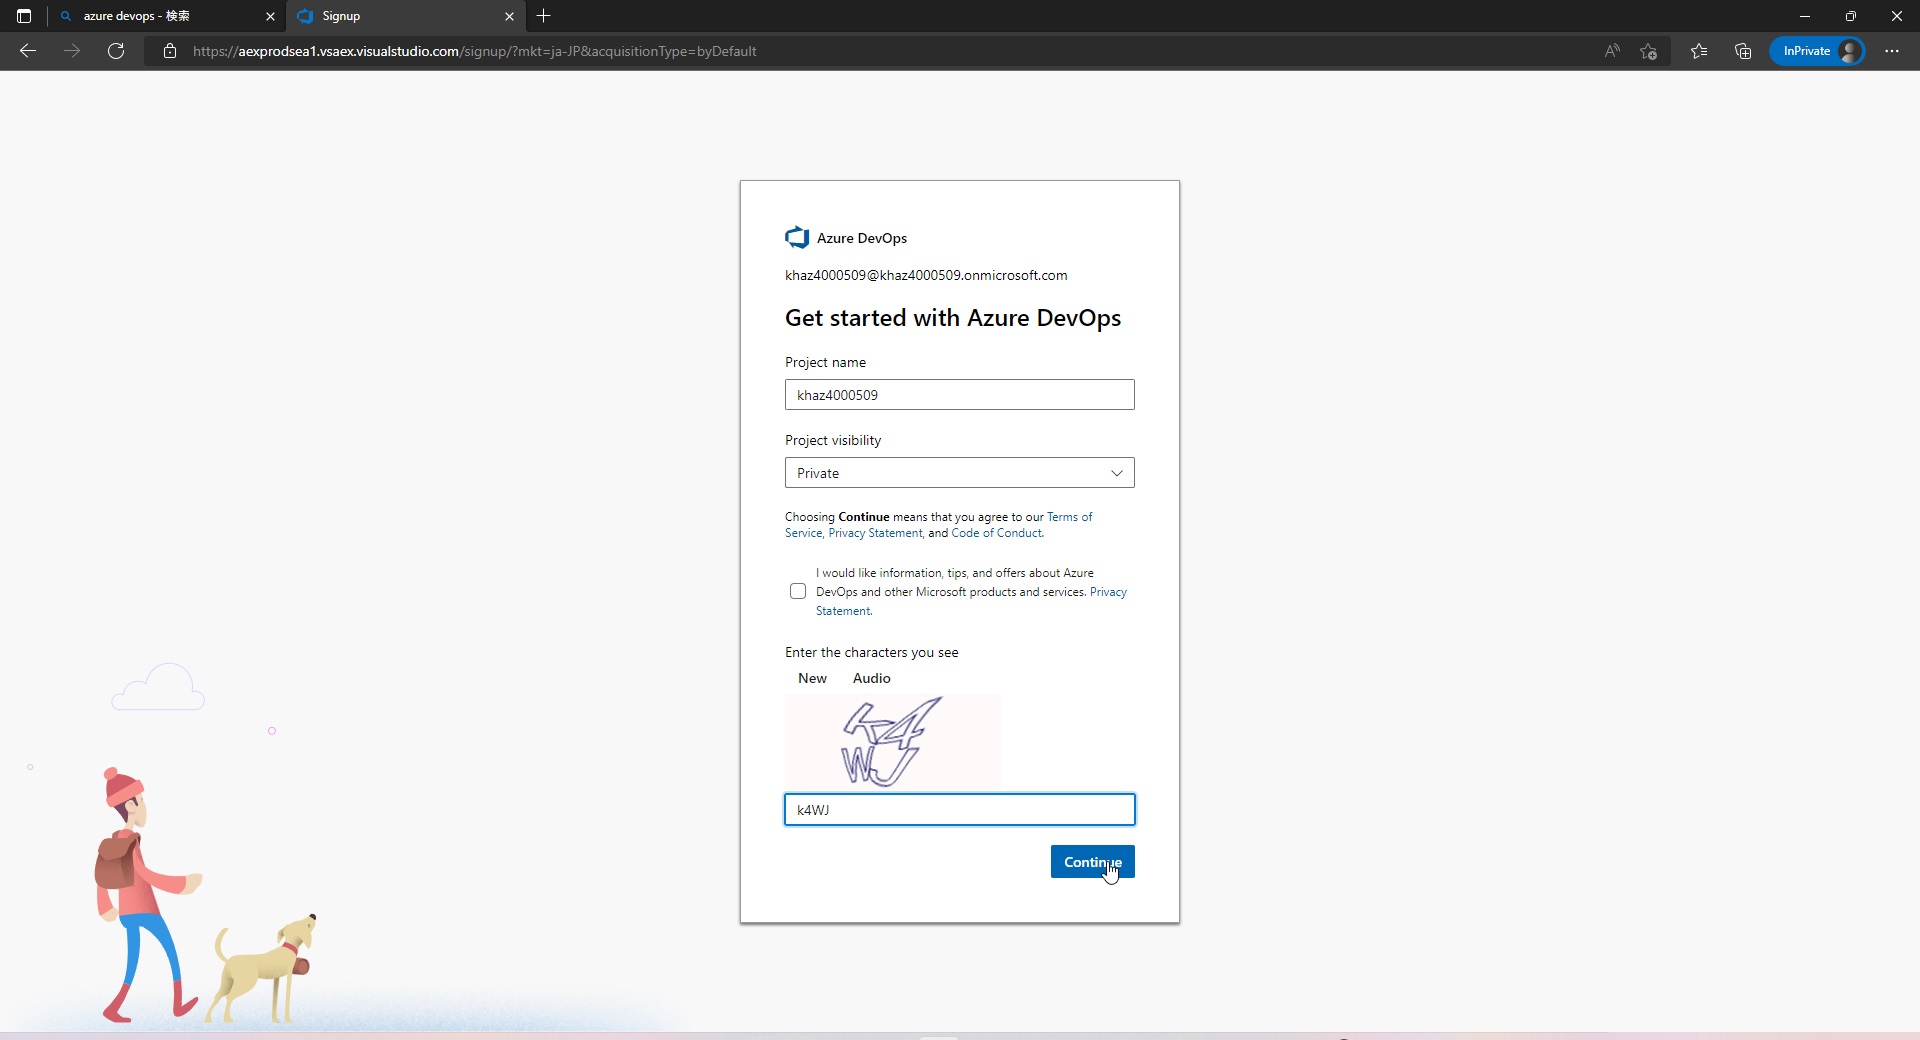 azure devops - 検索
Signup
https://aexprodsea1.vsaex.visualstudio.com/signup/?mkt=ja-JP&acquisitionType=byDefault
InPrivate
Azure DevOps
khaz4000509@khaz4000509.onmicrosoft.com
Get started with Azure DevOps
Project name
khaz4000509
Project visibility
Private
Choosing Continue means that you agree to our Terms of
Service, Privacy Statement, and Code of Conduct.
I would like information, tips, and offers about Azure
DevOps and other Microsoft products and services. Privacy
Statement.
Enter the characters you see
New Audio
K4
WJ
k4WJ
Continue